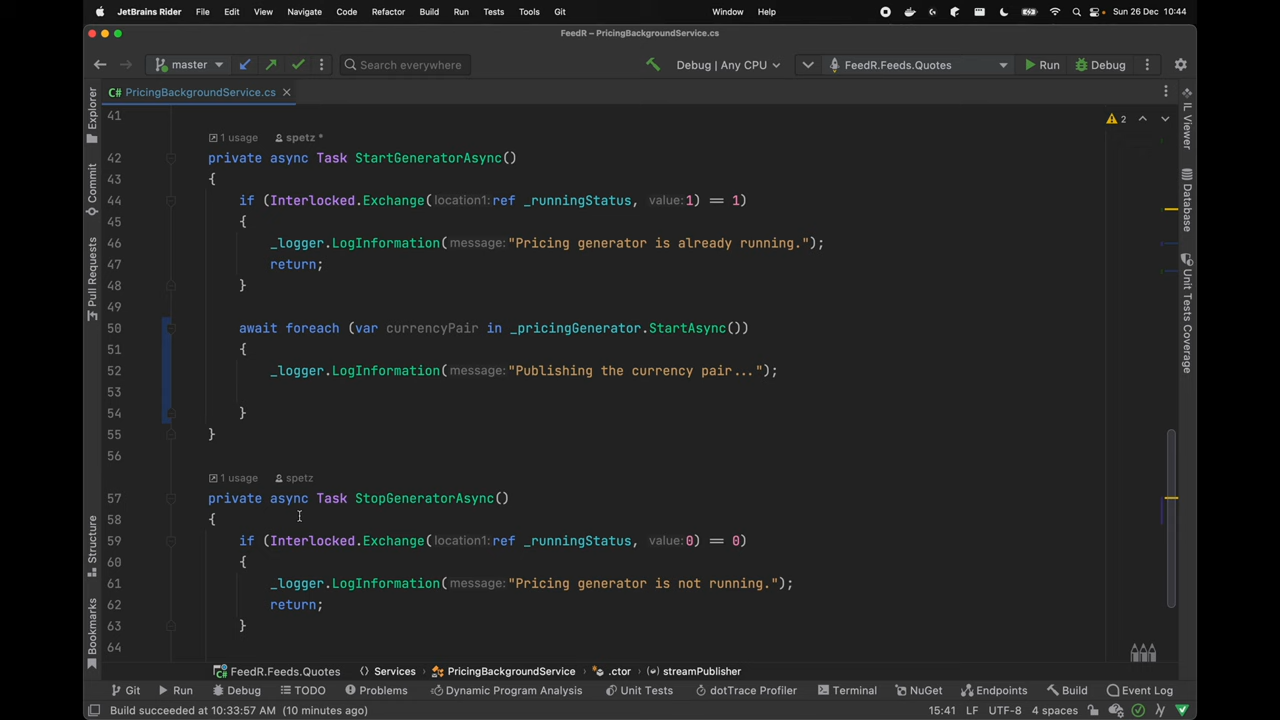 JetBrains Rider File Edit View Navigate Code Refactor Build Run Tests Tools Git Window Help Sun 26 Dec 10:44
FeedR – PricingBackgroundService.cs
master Search everywhere Debug | Any CPU FeedR.Feeds.Quotes Run Debug
C# PricingBackgroundService.cs
Explorer
Commit
Pull Requests
Structure
Bookmarks
41
1 usage spetz *
42 private async Task StartGeneratorAsync()
43 {
44 if (Interlocked.Exchange(location1: ref _runningStatus, value: 1) == 1)
45 {
46 _logger.LogInformation(message: "Pricing generator is already running.");
47 return;
48 }
49
50 await foreach (var currencyPair in _pricingGenerator.StartAsync())
51 {
52 _logger.LogInformation(message: "Publishing the currency pair...");
53
54 }
55 }
56
1 usage spetz
57 private async Task StopGeneratorAsync()
58 {
59 if (Interlocked.Exchange(location1: ref _runningStatus, value: 0) == 0)
60 {
61 _logger.LogInformation(message: "Pricing generator is not running.");
62 return;
63 }
64
2
IL Viewer
Database
Unit Tests Coverage
FeedR.Feeds.Quotes Services PricingBackgroundService .ctor streamPublisher
Git Run Debug TODO Problems Dynamic Program Analysis Unit Tests dotTrace Profiler Terminal NuGet Endpoints Build Event Log
Build succeeded at 10:33:57 AM (10 minutes ago) 15:41 LF UTF-8 4 spaces